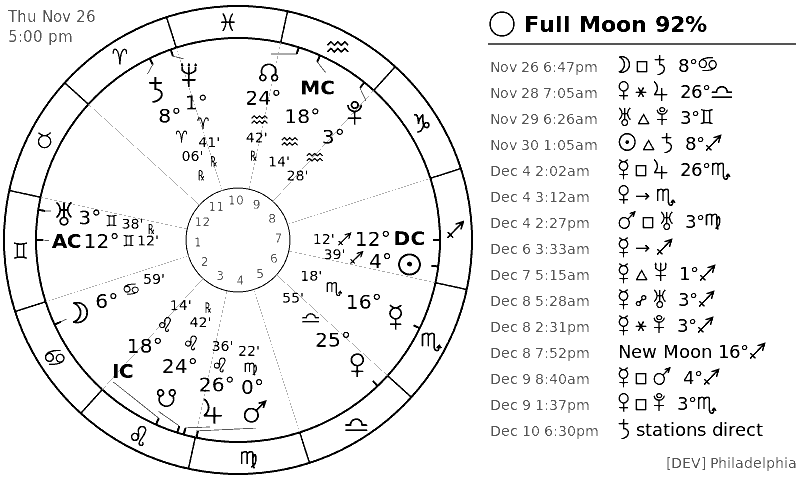 Thu Nov 26
5:00 pm
♓
♈ ♒
♄ ♆ ☊ MC ♇
8° 1° 24° 18° 3°
♈ ♈ ♒ ♒ ♒
06' ℞ 41' ℞ 42' ℞ 14' 28'
♉ ♑
11 10 9
12 8
1 7
2 6
3 4 5
♅ 3° ♊ 38' ℞
AC 12° ♊ 12'
12' ♐ 12° DC
39' ♐ 4° ☉
♊ ♐
☽ 6° ♋ 59'
18' ♏ 16° ☿
55' ♎ 25° ♀
14' ♌ 18° IC
℞ 42' ♌ 24° ☋
36' ♌ 26° ♃
22' ♍ 0° ♂
♋ ♏
♌ ♎
♍
Full Moon 92%
Nov 26 6:47pm ☽ □ ♄ 8°♋
Nov 28 7:05am ♀ ⚹ ♃ 26°♎
Nov 29 6:26am ♅ △ ♇ 3°♊
Nov 30 1:05am ☉ △ ♄ 8°♐
Dec 4 2:02am ☿ □ ♃ 26°♏
Dec 4 3:12am ♀ → ♏
Dec 4 2:27pm ♂ □ ♅ 3°♍
Dec 6 3:33am ☿ → ♐
Dec 7 5:15am ☿ △ ♆ 1°♐
Dec 8 5:28am ☿ ☍ ♅ 3°♐
Dec 8 2:31pm ☿ ⚹ ♇ 3°♐
Dec 8 7:52pm New Moon 16°♐
Dec 9 8:40am ☿ □ ♂ 4°♐
Dec 9 1:37pm ♀ □ ♇ 3°♏
Dec 10 6:30pm ♄ stations direct
[DEV] Philadelphia